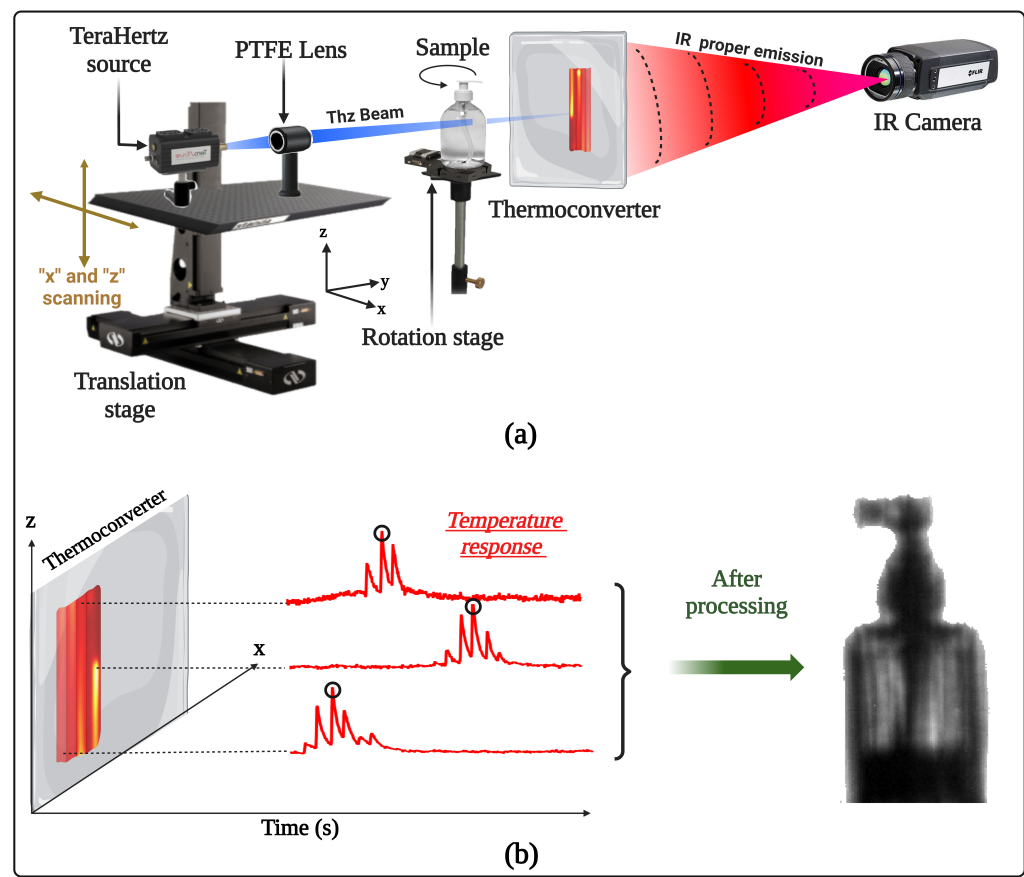 TeraHertz
source
PTFE Lens
Sample
IR proper emission
FLIR
Thz Beam
IR Camera
Thermoconverter
z
y
x
"x" and "z"
scanning
Rotation stage
Translation
stage
(a)
Thermoconverter
z
Temperature
response
After
processing
x
Time (s)
(b)